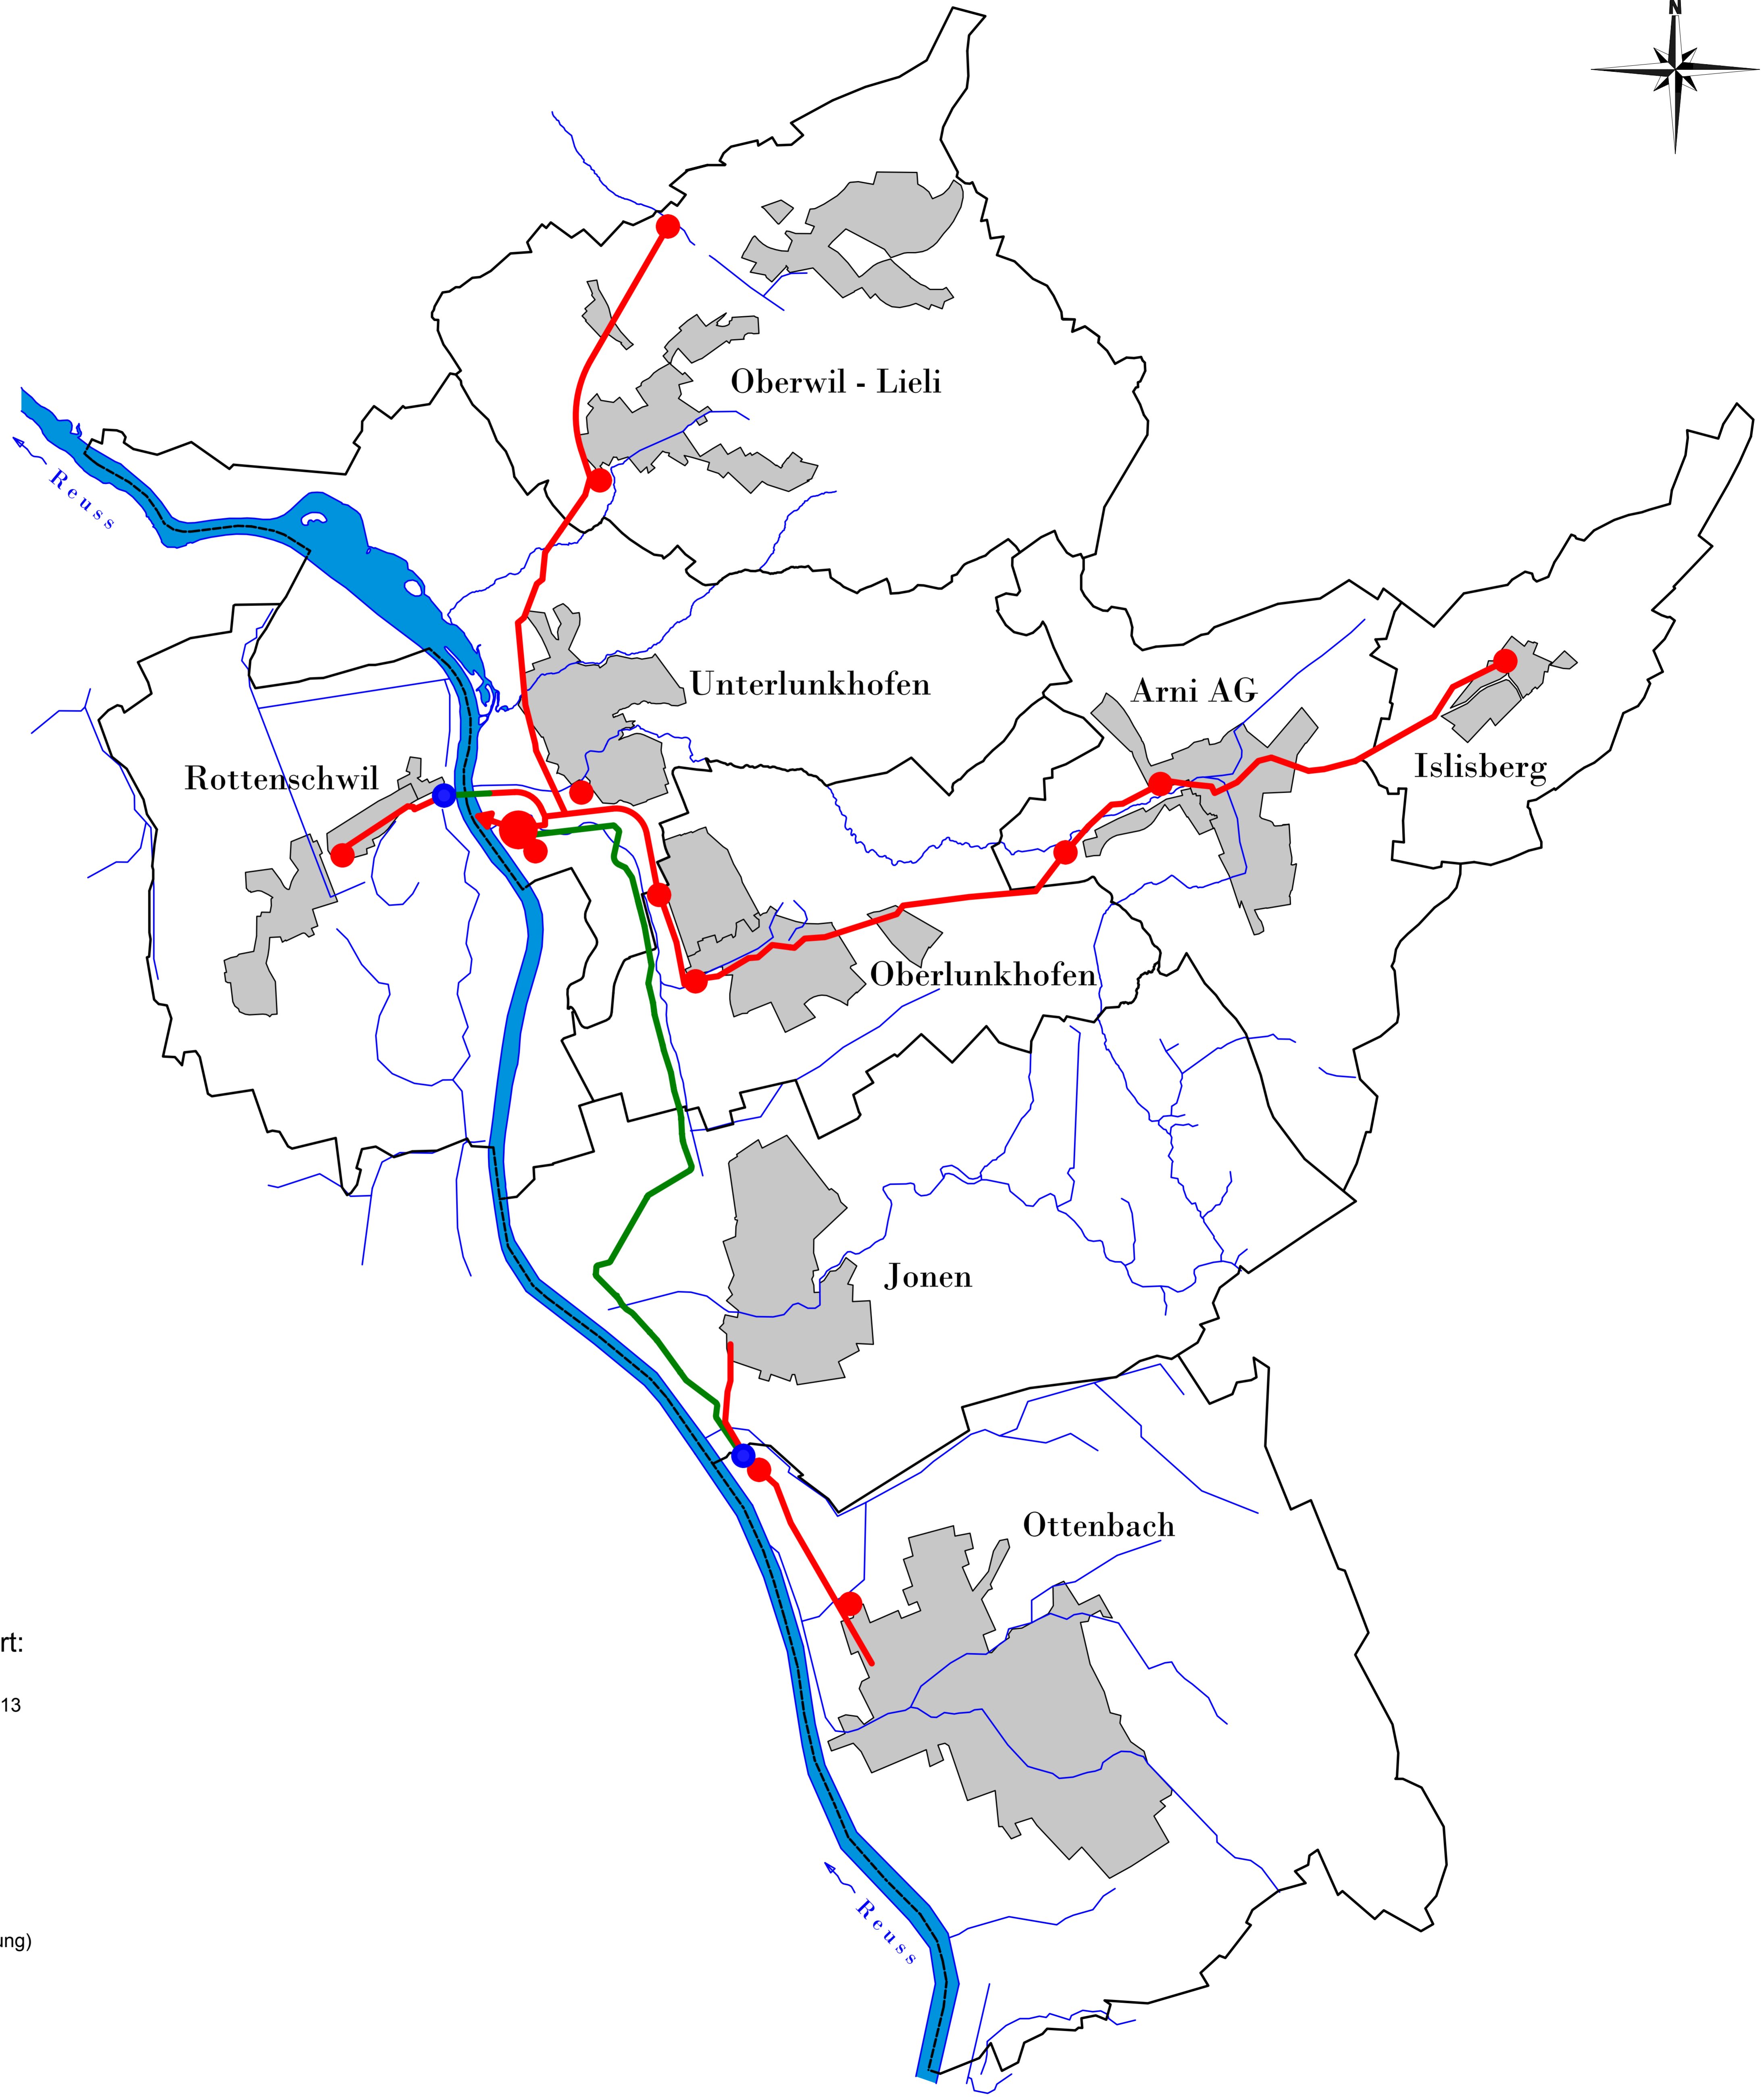 N
Oberwil - Lieli
Reuss
Unterlunkhofen
Arni AG
Rottenschwil
Islisberg
Oberlunkhofen
Jonen
Ottenbach
rt:
13
Reuss
ung)